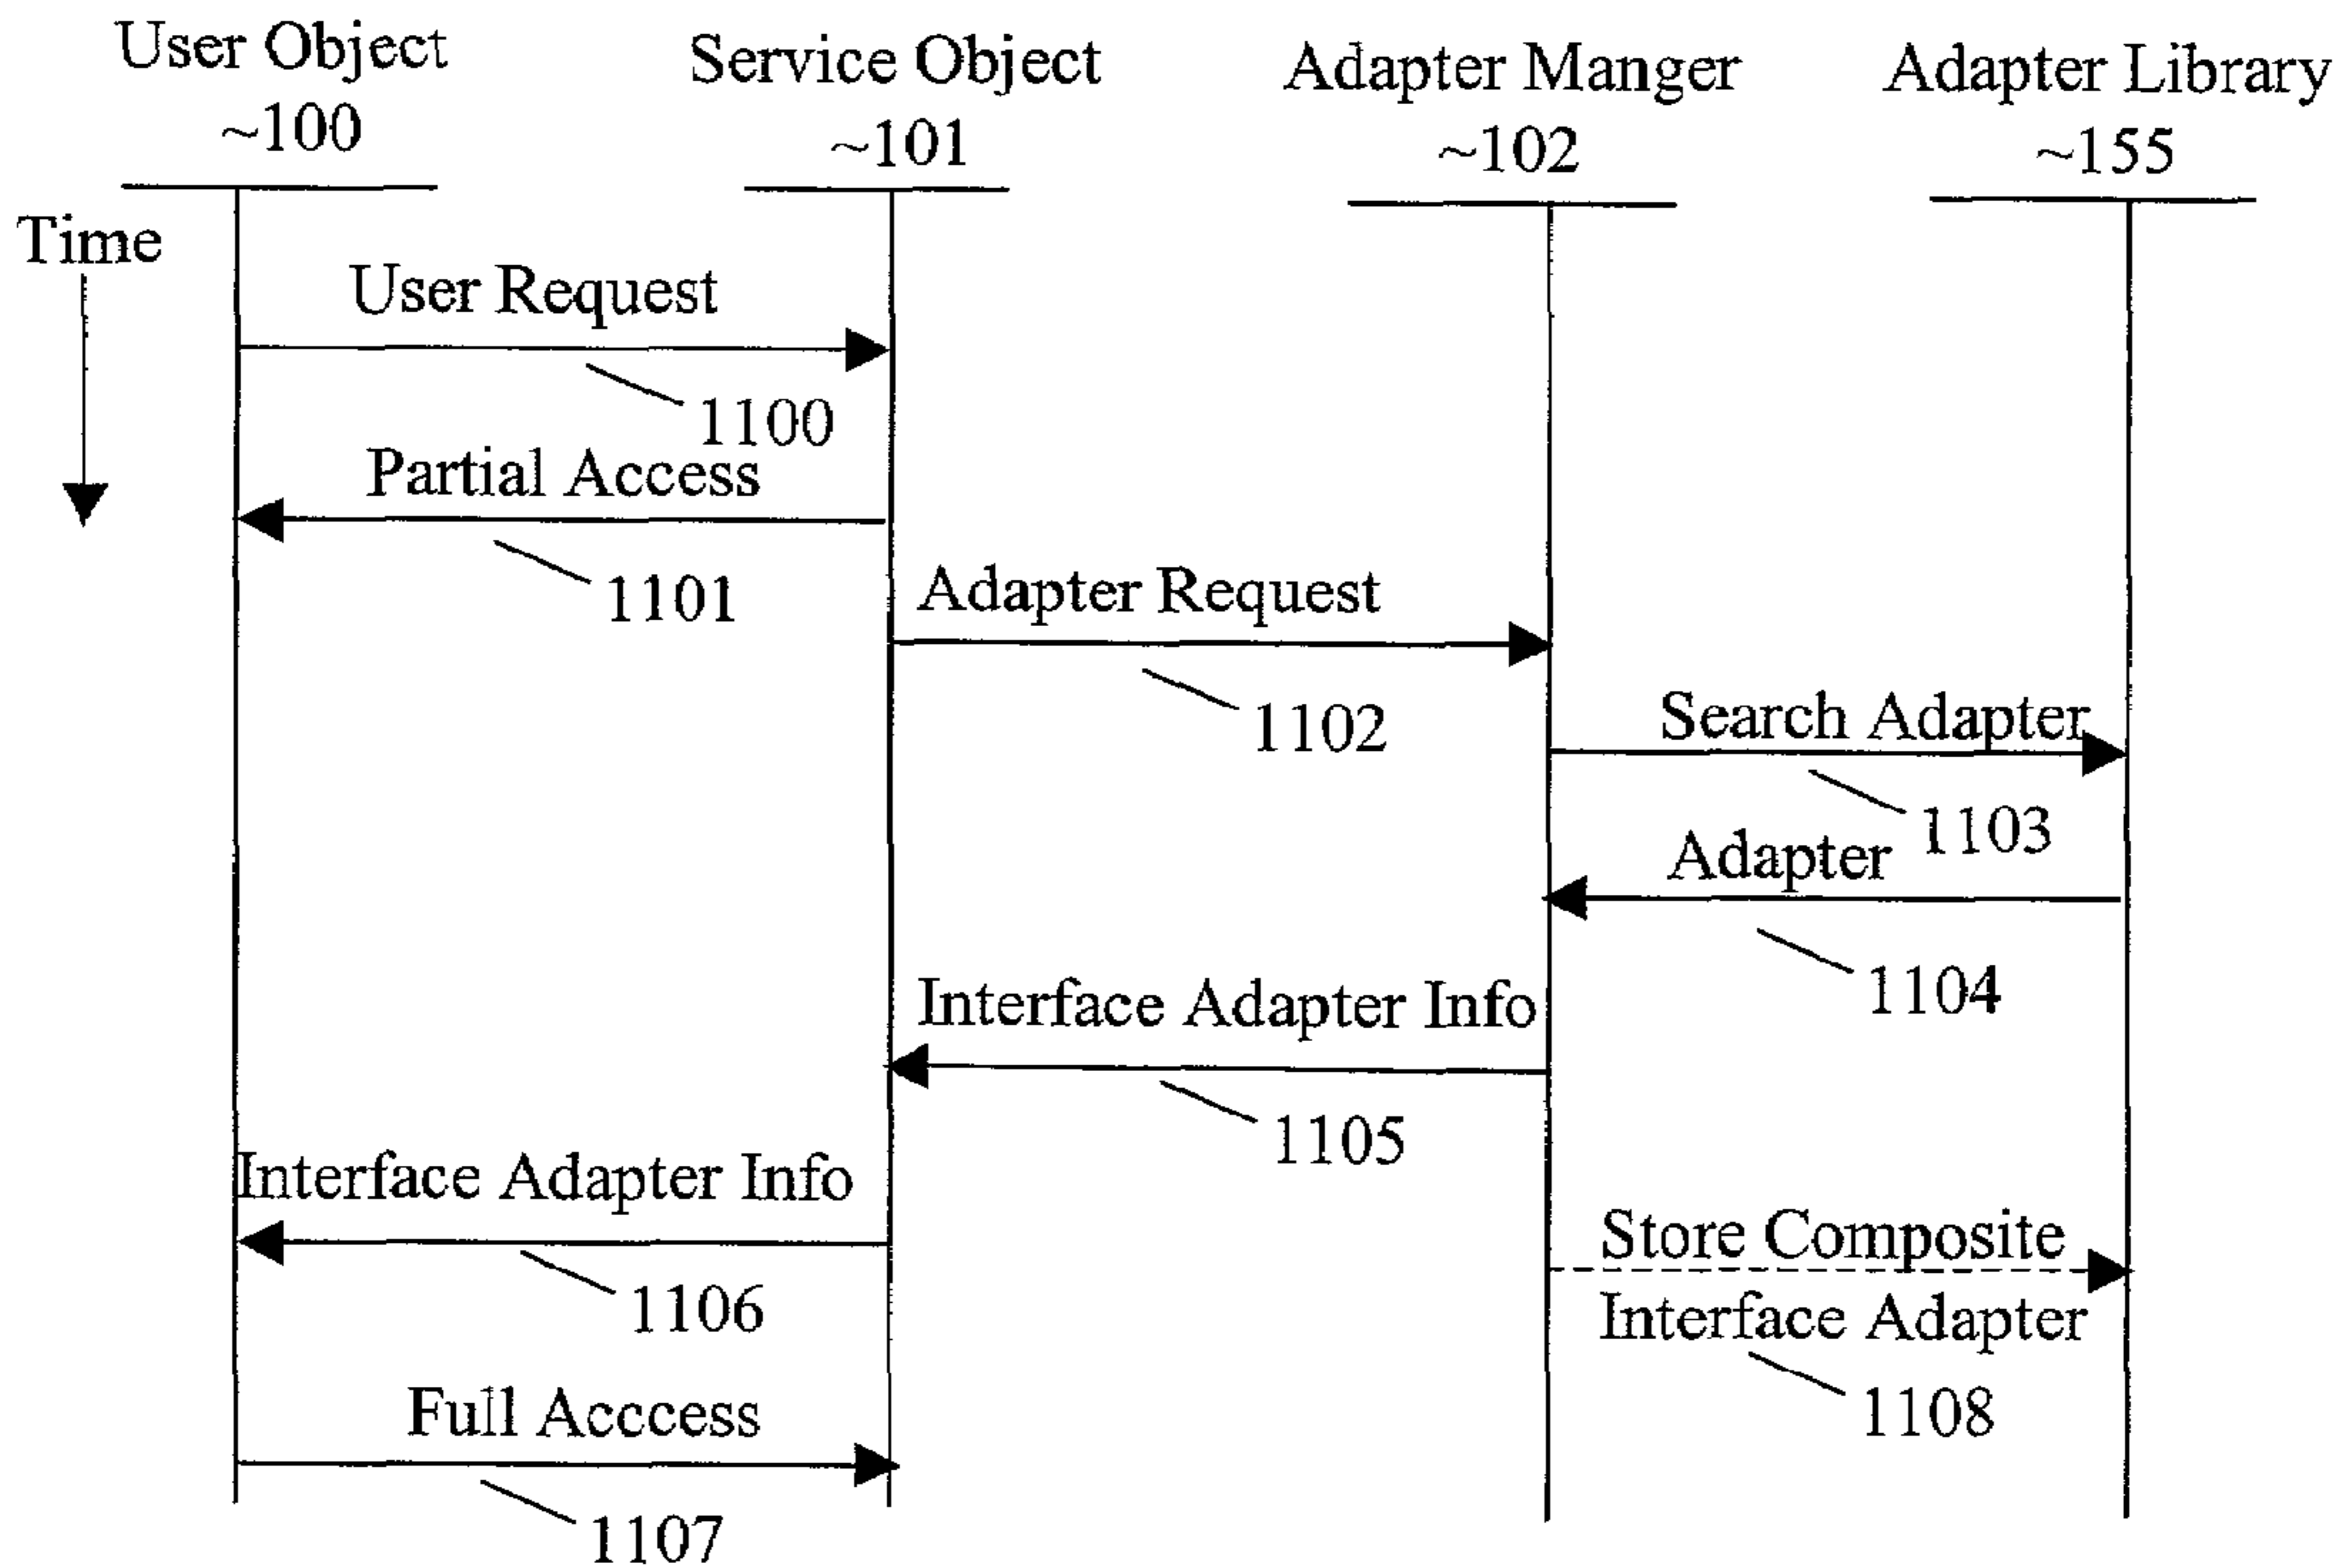 User Object
~100
Service Object
~101
Adapter Manger
~102
Adapter Library
~155
Time
User Request
1100
Partial Access
1101
Adapter Request
1102
Search Adapter
1103
Adapter
1104
Interface Adapter Info
1105
Interface Adapter Info
1106
Store Composite
Interface Adapter
1108
Full Acccess
1107